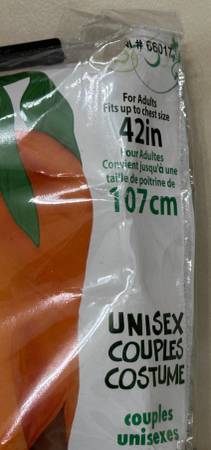 # 66017
For Adults
Fits up to chest size
42in
Pour Adultes
Convient jusqu'à une
taille de poitrine de
107cm
UNISEX
COUPLES
COSTUME
couples
unisexes